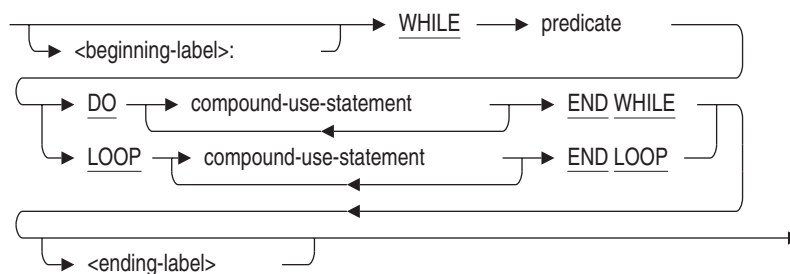 WHILE predicate
<beginning-label>:
DO compound-use-statement END WHILE
LOOP compound-use-statement END LOOP
<ending-label>